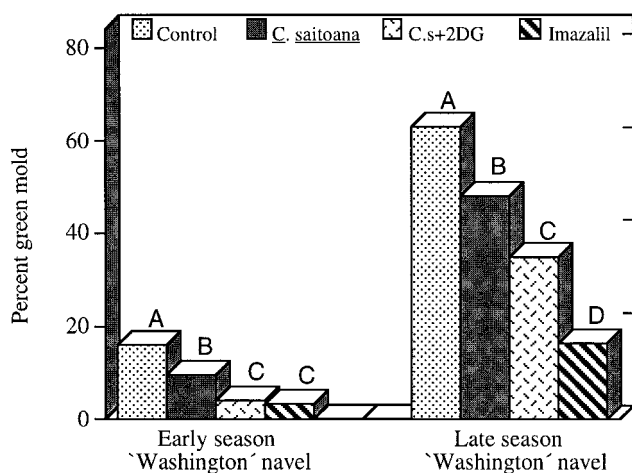 Control
C. saitoana
C.s+2DG
Imazalil
80
60
40
20
0
Percent green mold
A
B
C
C
A
B
C
D
Early season
`Washington´ navel
Late season
`Washington´ navel